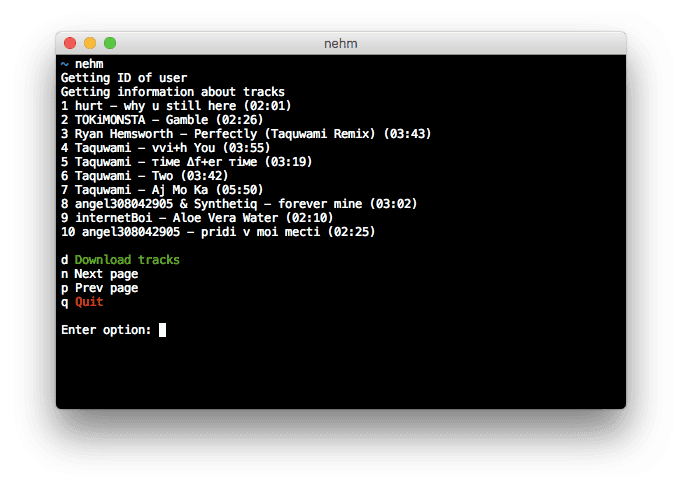 nehm
~ nehm
Getting ID of user
Getting information about tracks
1 hurt – why u still here (02:01)
2 TOKiMONSTA – Gamble (02:26)
3 Ryan Hemsworth – Perfectly (Taquwami Remix) (03:43)
4 Taquwami – vvi+h You (03:55)
5 Taquwami – тімe Δf+er тімe (03:19)
6 Taquwami – Two (03:42)
7 Taquwami – Aj Mo Ka (05:50)
8 angel308042905 & Synthetiq – forever mine (03:02)
9 internetBoi – Aloe Vera Water (02:10)
10 angel308042905 – pridi v moi mecti (02:25)
d Download tracks
n Next page
p Prev page
q Quit
Enter option: